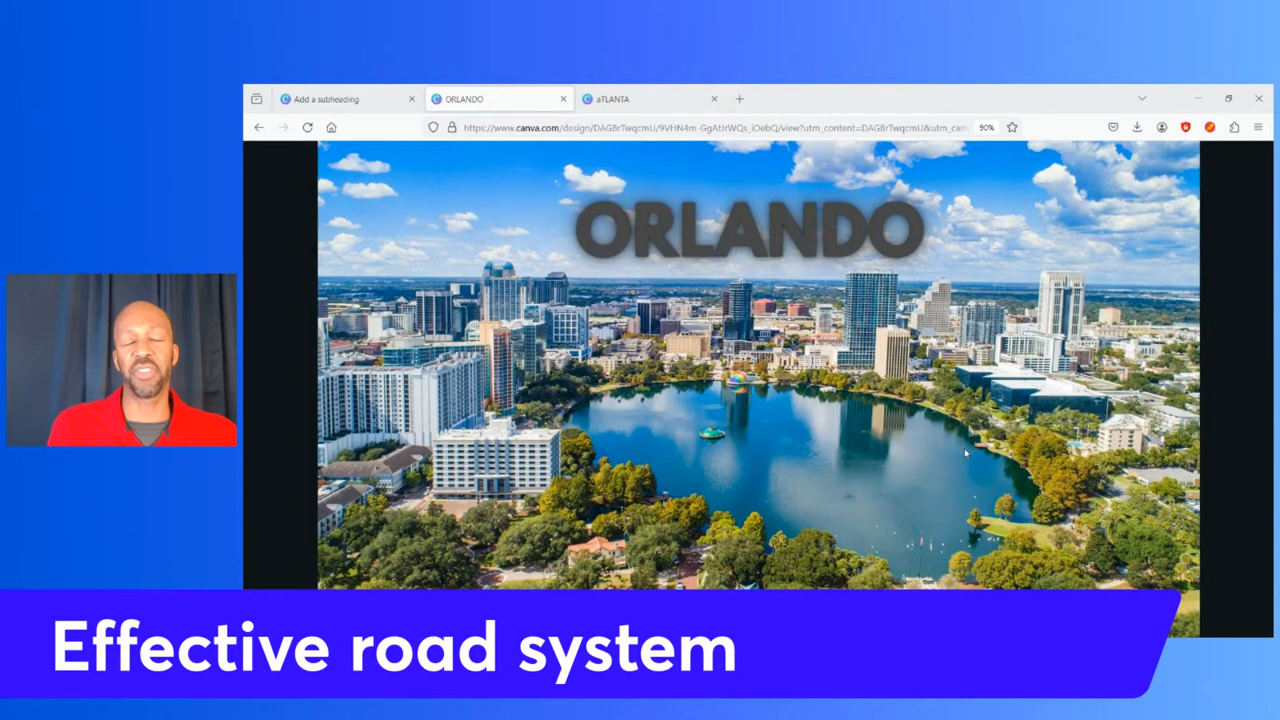 Add a subheading
ORLANDO
aTLANTA
https://www.canva.com/design/DAGBrTwqcmU/9VHN4m-GgAtJrWQs_iOebQ/view?utm_content=DAGBrTwqcmU&utm_can
90%
ORLANDO
Effective road system